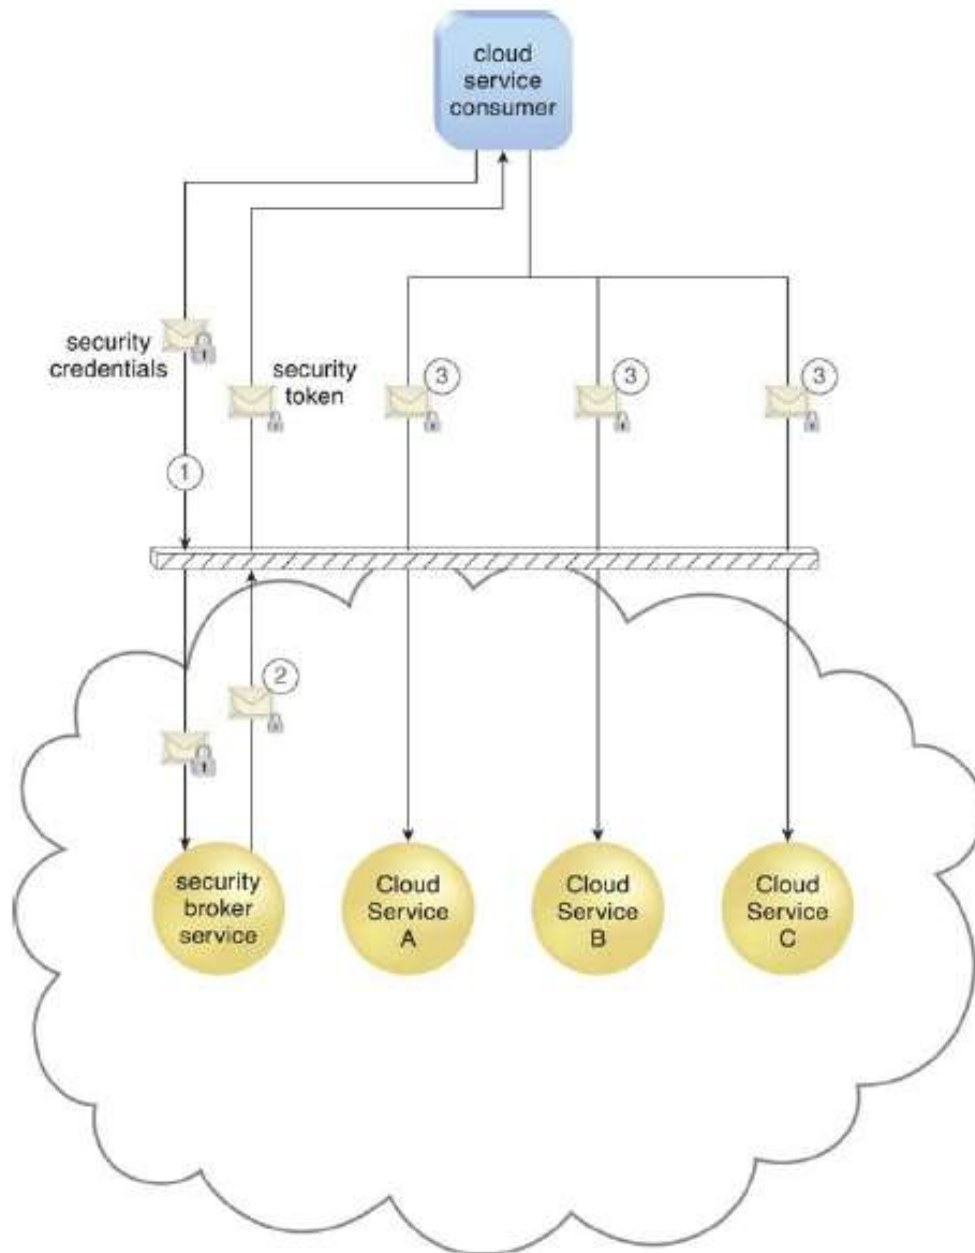 cloud
service
consumer
security
credentials
security
token
3
3
3
1
2
security
broker
service
Cloud
Service
A
Cloud
Service
B
Cloud
Service
C